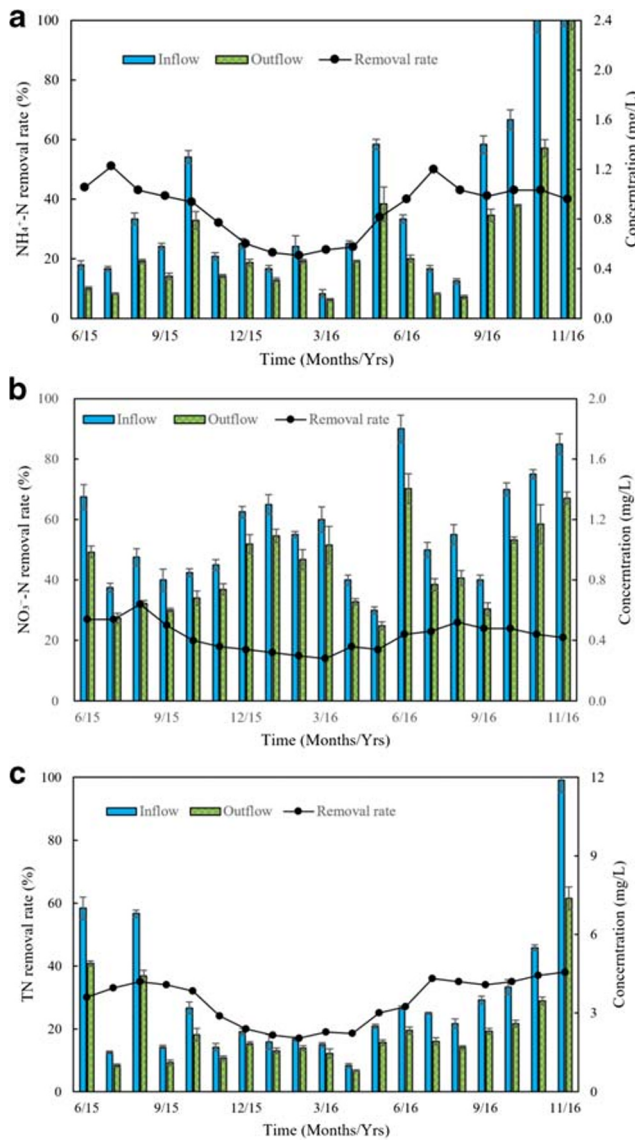 a
100
80
60
40
20
0
NH₄⁺-N removal rate (%)
Inflow
Outflow
Removal rate
2.4
2.0
1.6
1.2
0.8
0.4
0.0
Concerntration (mg/L)
6/15
9/15
12/15
3/16
6/16
9/16
11/16
Time (Months/Yrs)
b
100
80
60
40
20
0
NO₃⁻-N removal rate (%)
Inflow
Outflow
Removal rate
2.0
1.6
1.2
0.8
0.4
0.0
Concerntration (mg/L)
6/15
9/15
12/15
3/16
6/16
9/16
11/16
Time (Months/Yrs)
c
100
80
60
40
20
0
TN removal rate (%)
Inflow
Outflow
Removal rate
12
9
6
3
0
Concerntration (mg/L)
6/15
9/15
12/15
3/16
6/16
9/16
11/16
Time (Months/Yrs)